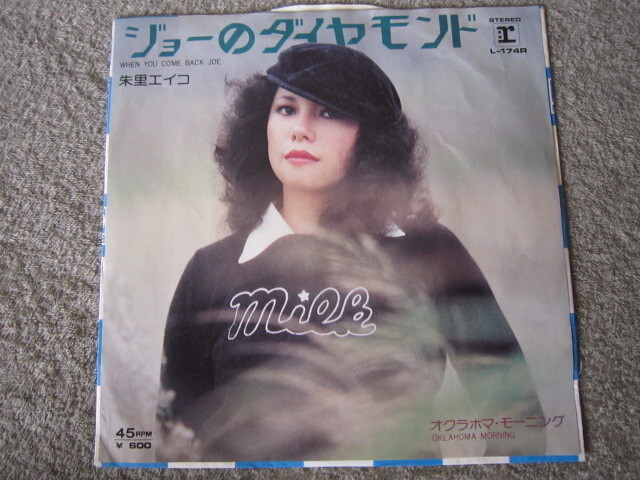 ジョーのダイヤモンド
WHEN YOU COME BACK JOE
朱里エイコ
STEREO
r
L-174R
milk
45RPM
¥ 600
オクラホマ・モーニング
OKLAHOMA MORNING